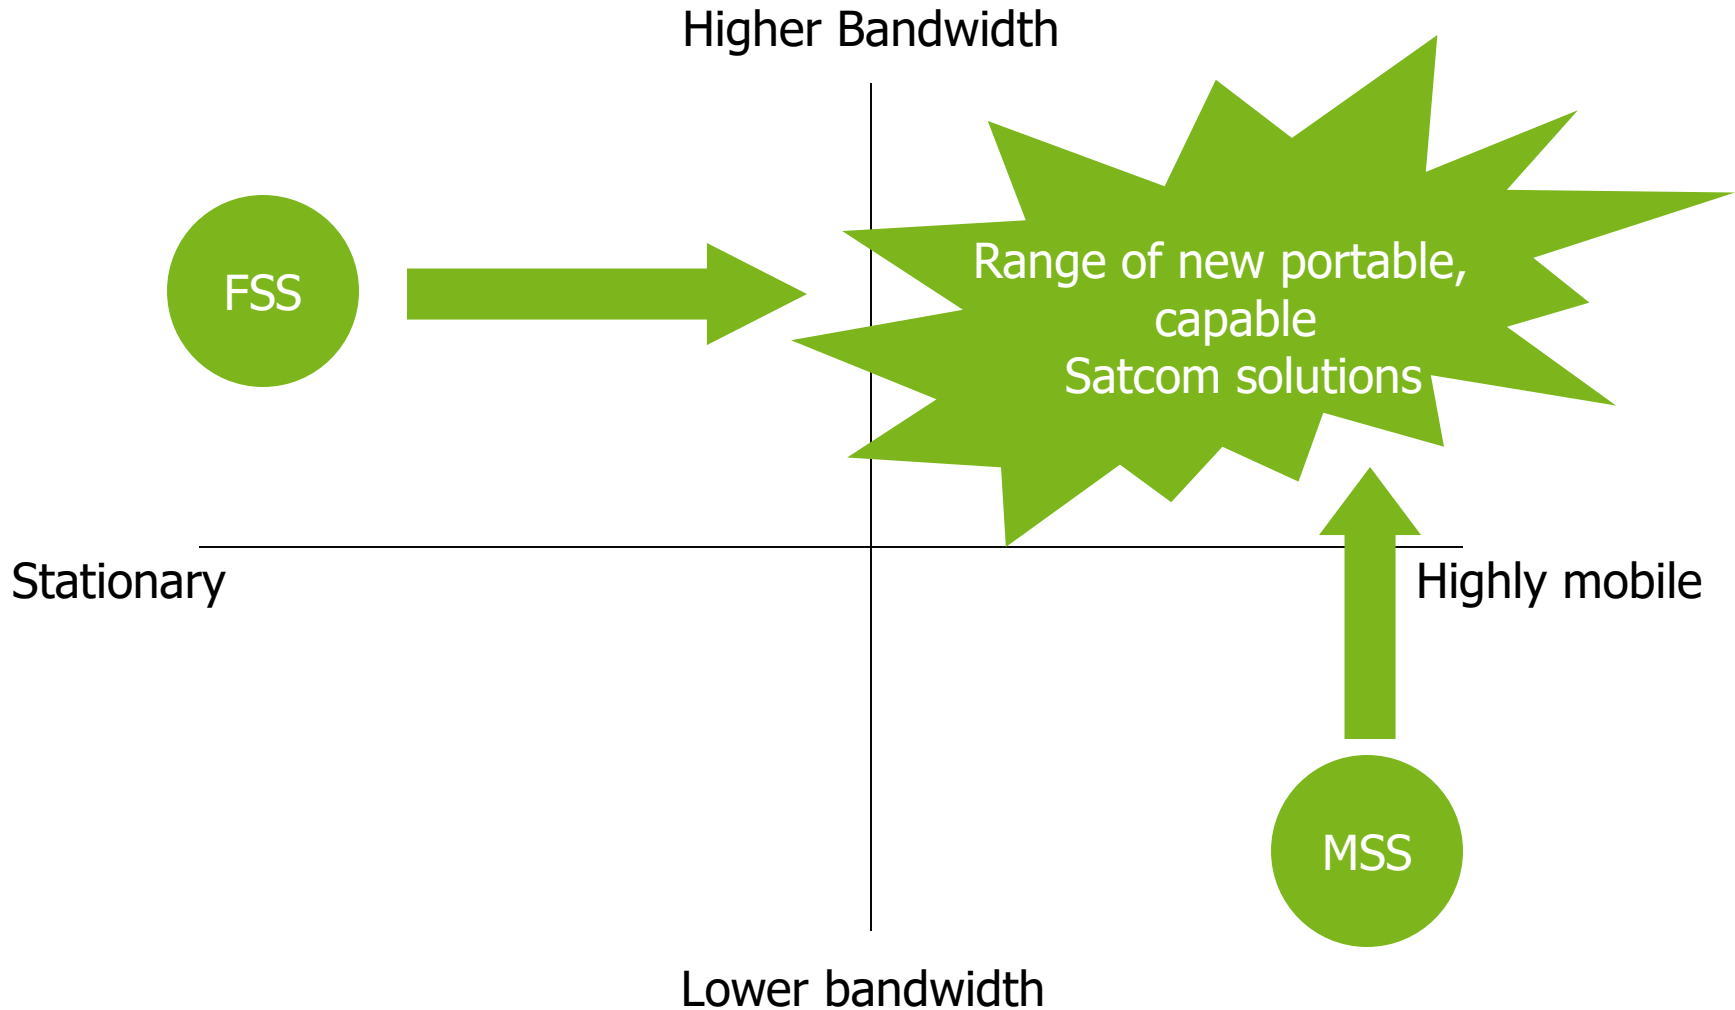 Higher Bandwidth
FSS
Range of new portable,
capable
Satcom solutions
Stationary
Highly mobile
MSS
Lower bandwidth